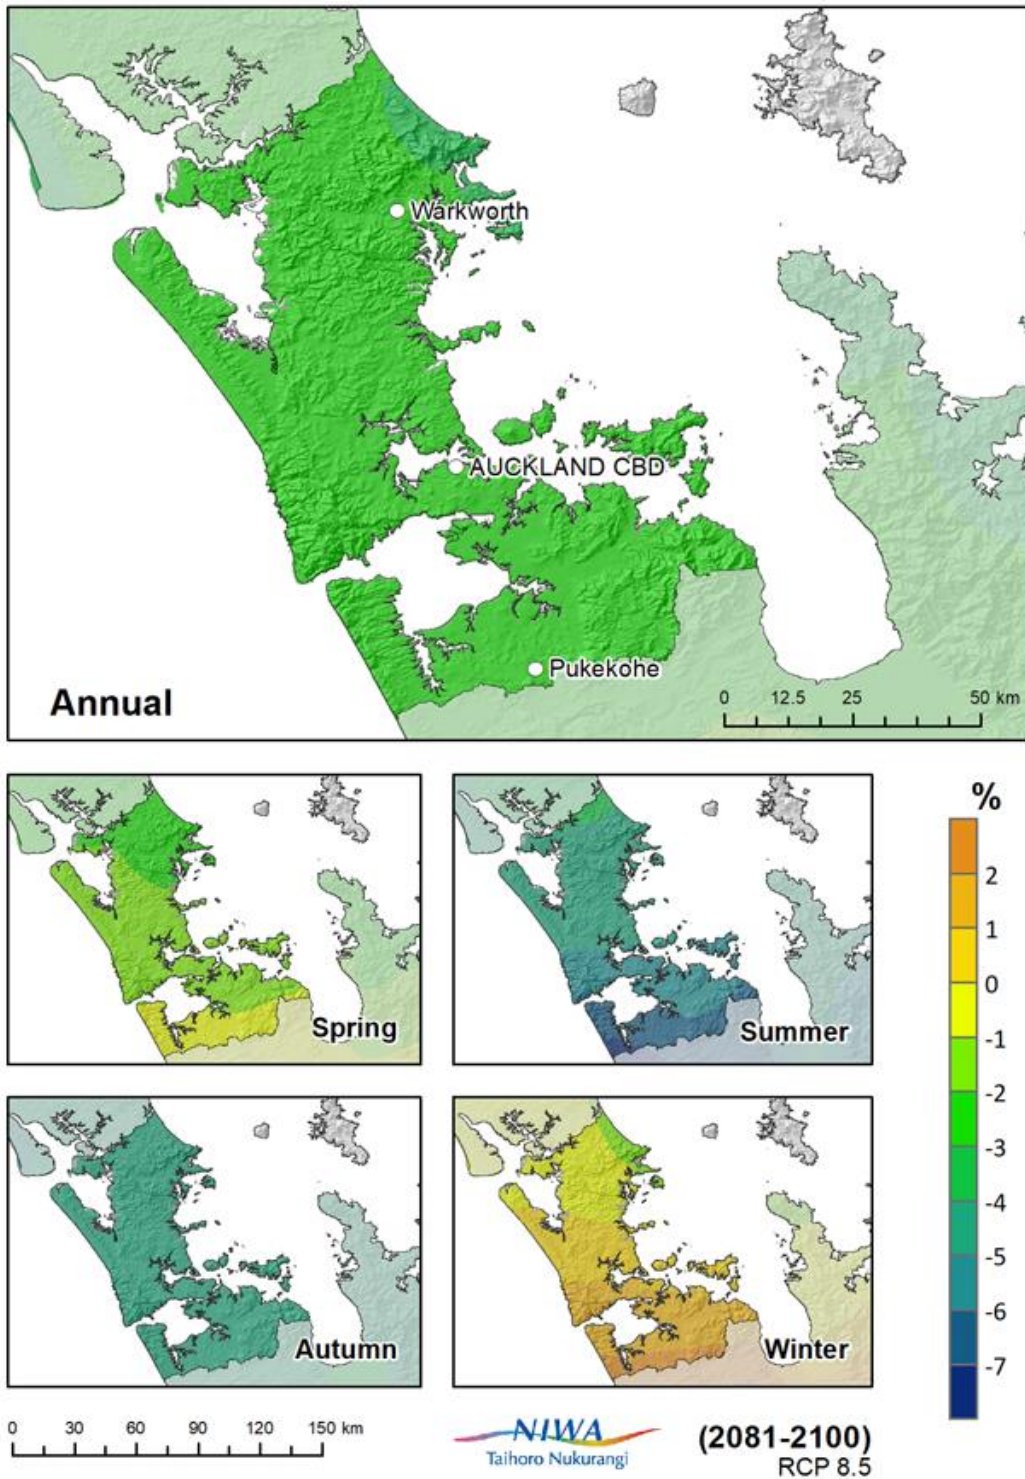 Warkworth
AUCKLAND CBD
Pukekohe
Annual
0 12.5 25 50 km
Spring
Summer
%
2
1
0
-1
-2
-3
-4
-5
-6
-7
Autumn
Winter
0 30 60 90 120 150 km
NIWA
Taihoro Nukurangi
(2081-2100)
RCP 8.5